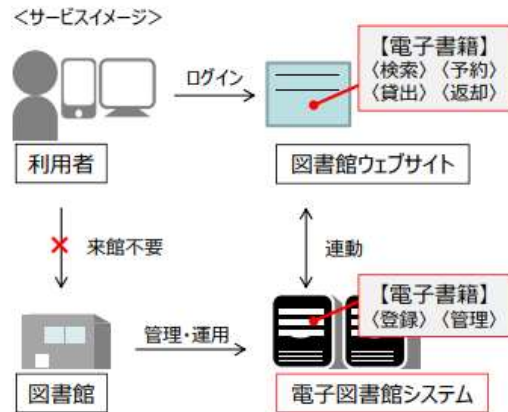 ＜サービスイメージ＞
【電子書籍】
〈検索〉〈予約〉
〈貸出〉〈返却〉
ログイン
利用者
図書館ウェブサイト
来館不要
連動
【電子書籍】
〈登録〉〈管理〉
管理・運用
図書館
電子図書館システム